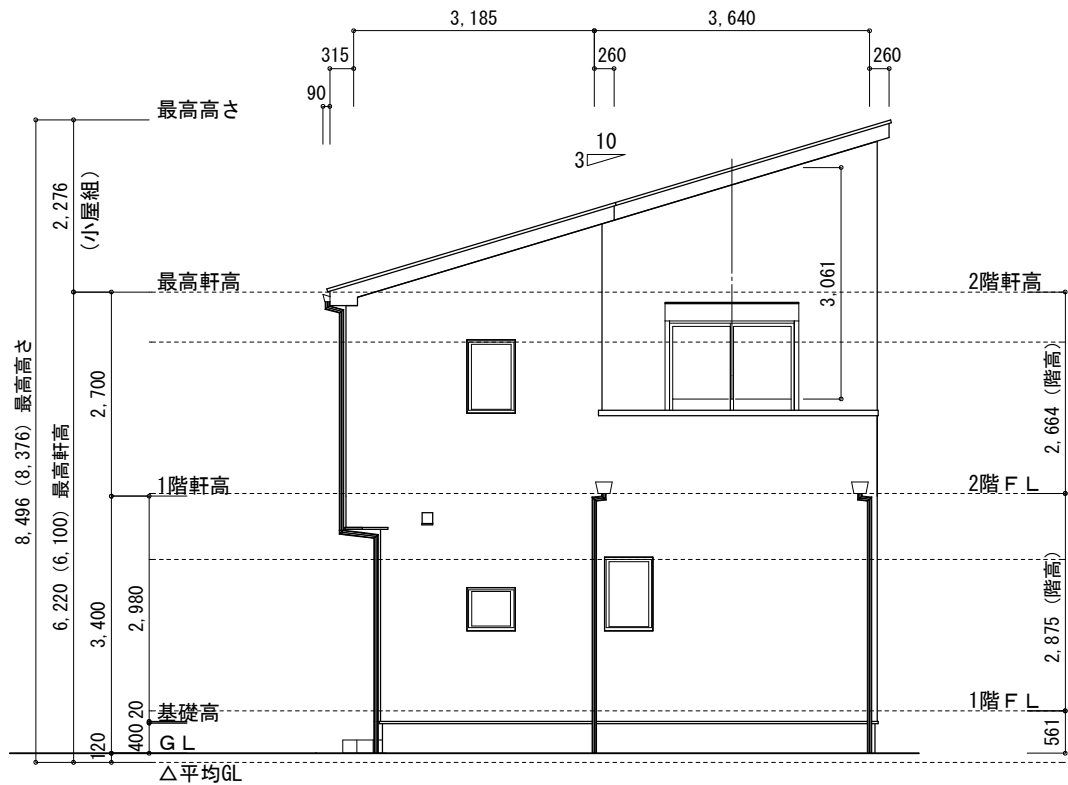 3,185
3,640
315
260
260
90
最高高さ
10
3
2,276
(小屋組)
3,061
最高軒高
2階軒高
8,496 (8,376) 最高高さ
6,220 (6,100) 最高軒高
2,700
2,664 (階高)
1階軒高
2階ＦＬ
3,400
2,980
2,875 (階高)
20
基礎高
1階ＦＬ
400
120
ＧＬ
561
△平均GL